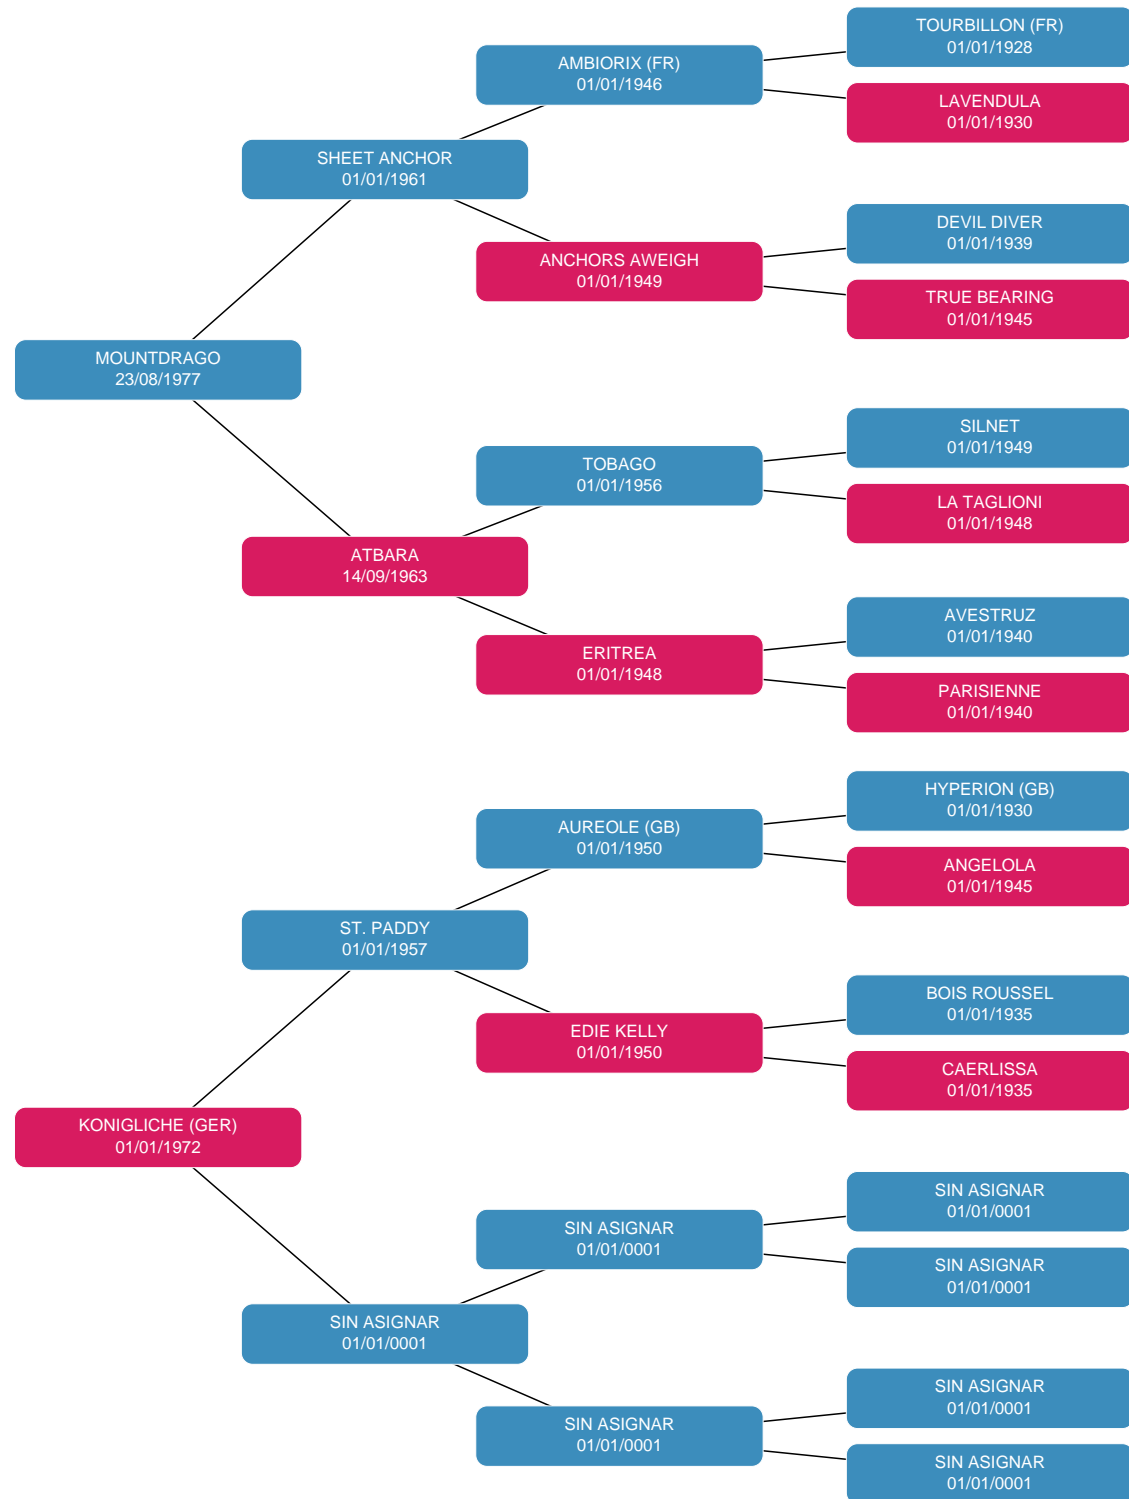 TOURBILLON (FR)
01/01/1928
AMBIORIX (FR)
01/01/1946
LAVENDULA
01/01/1930
SHEET ANCHOR
01/01/1961
DEVIL DIVER
01/01/1939
ANCHORS AWEIGH
01/01/1949
TRUE BEARING
01/01/1945
MOUNTDRAGO
23/08/1977
SILNET
01/01/1949
TOBAGO
01/01/1956
LA TAGLIONI
01/01/1948
ATBARA
14/09/1963
AVESTRUZ
01/01/1940
ERITREA
01/01/1948
PARISIENNE
01/01/1940
HYPERION (GB)
01/01/1930
AUREOLE (GB)
01/01/1950
ANGELOLA
01/01/1945
ST. PADDY
01/01/1957
BOIS ROUSSEL
01/01/1935
EDIE KELLY
01/01/1950
CAERLISSA
01/01/1935
KONIGLICHE (GER)
01/01/1972
SIN ASIGNAR
01/01/0001
SIN ASIGNAR
01/01/0001
SIN ASIGNAR
01/01/0001
SIN ASIGNAR
01/01/0001
SIN ASIGNAR
01/01/0001
SIN ASIGNAR
01/01/0001
SIN ASIGNAR
01/01/0001